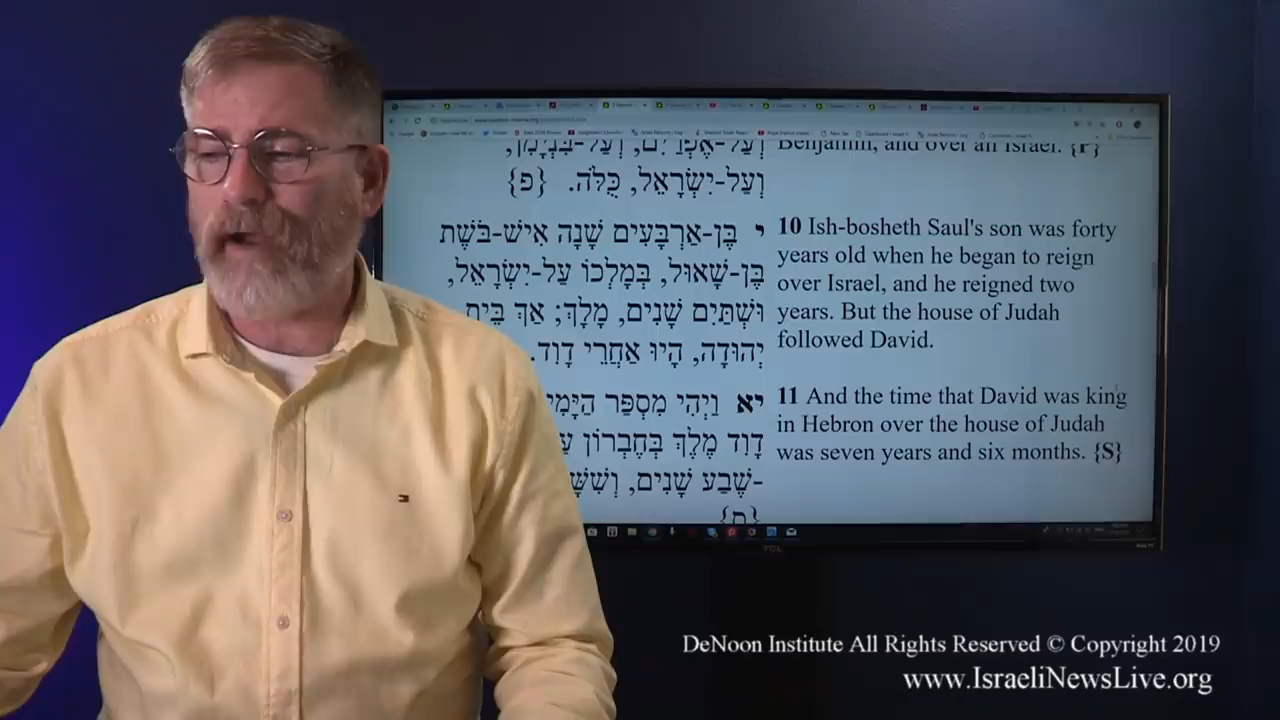 וְעַל-אֶפְרַיִם, וְעַל-בִּנְיָמִן,
וְעַל-יִשְׂרָאֵל, כֻּלֹּה. {פ}
Benjamin, and over all Israel. {P}
י בֶּן-אַרְבָּעִים שָׁנָה אִישׁ-בֹּשֶׁת
בֶּן-שָׁאוּל, בְּמָלְכוֹ עַל-יִשְׂרָאֵל,
וּשְׁתַּיִם שָׁנִים, מָלָךְ; אַךְ בֵּית
יְהוּדָה, הָיוּ אַחֲרֵי דָוִד.
10 Ish-bosheth Saul's son was forty
years old when he began to reign
over Israel, and he reigned two
years. But the house of Judah
followed David.
יא וַיְהִי מִסְפַּר הַיָּמִי
דָוִד מֶלֶךְ בְּחֶבְרוֹן עַ
-שֶׁבַע שָׁנִים, וְשִׁשָּׁ
{ס}
11 And the time that David was king
in Hebron over the house of Judah
was seven years and six months. {S}
TCL
DeNoon Institute All Rights Reserved © Copyright 2019
www.IsraeliNewsLive.org